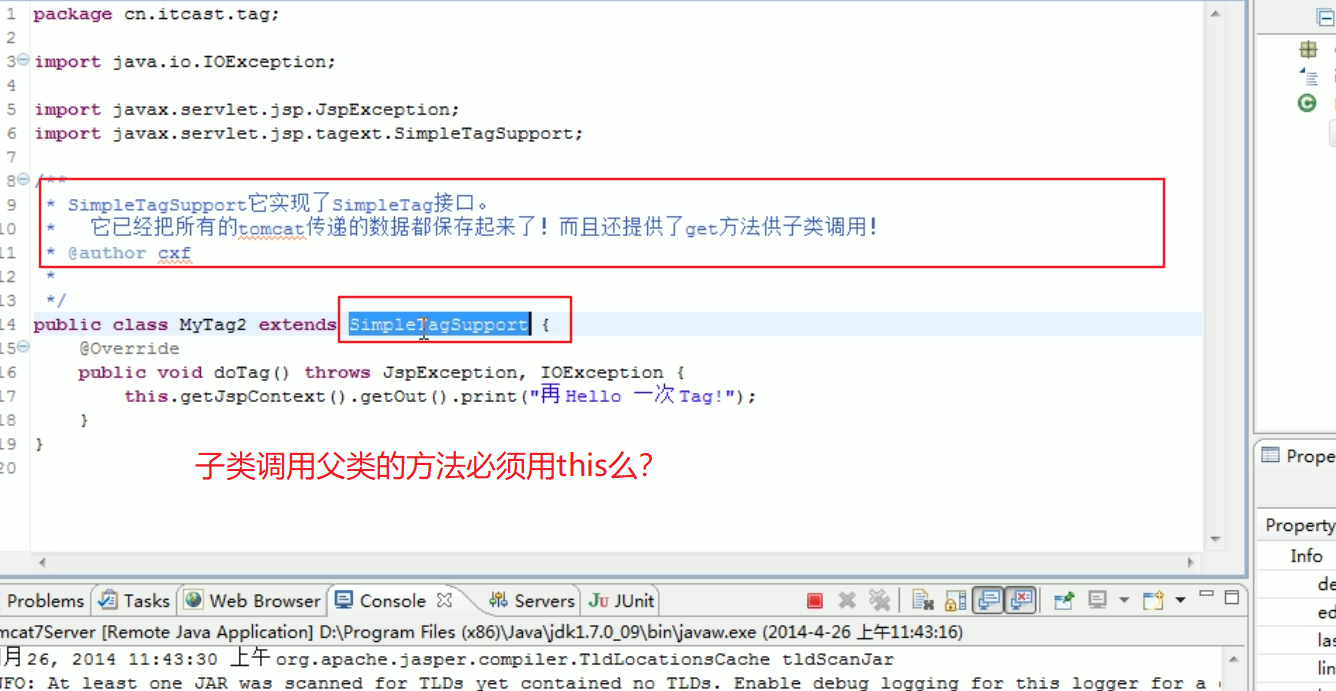 1 package cn.itcast.tag;
2
3 import java.io.IOException;
4
5 import javax.servlet.jsp.JspException;
6 import javax.servlet.jsp.tagext.SimpleTagSupport;
7
8 /**
9 * SimpleTagSupport它实现了SimpleTag接口。
10 * 它已经把所有的tomcat传递的数据都保存起来了！而且还提供了get方法供子类调用！
11 * @author cxf
12 *
13 */
14 public class MyTag2 extends SimpleTagSupport {
15 @Override
16 public void doTag() throws JspException, IOException {
17 this.getJspContext().getOut().print("再Hello 一次Tag!");
18 }
19 }
20
子类调用父类的方法必须用this么？
Prope
Property
Info
de
ed
las
lin
Problems Tasks Web Browser Console Servers JUnit
mcat7Server [Remote Java Application] D:\Program Files (x86)\Java\jdk1.7.0_09\bin\javaw.exe (2014-4-26 上午11:43:16)
月26, 2014 11:43:30 上午org.apache.jasper.compiler.TldLocationsCache tldScanJar
NFO: At least one JAR was scanned for TLDs yet contained no TLDs. Enable debug logging for this logger for a